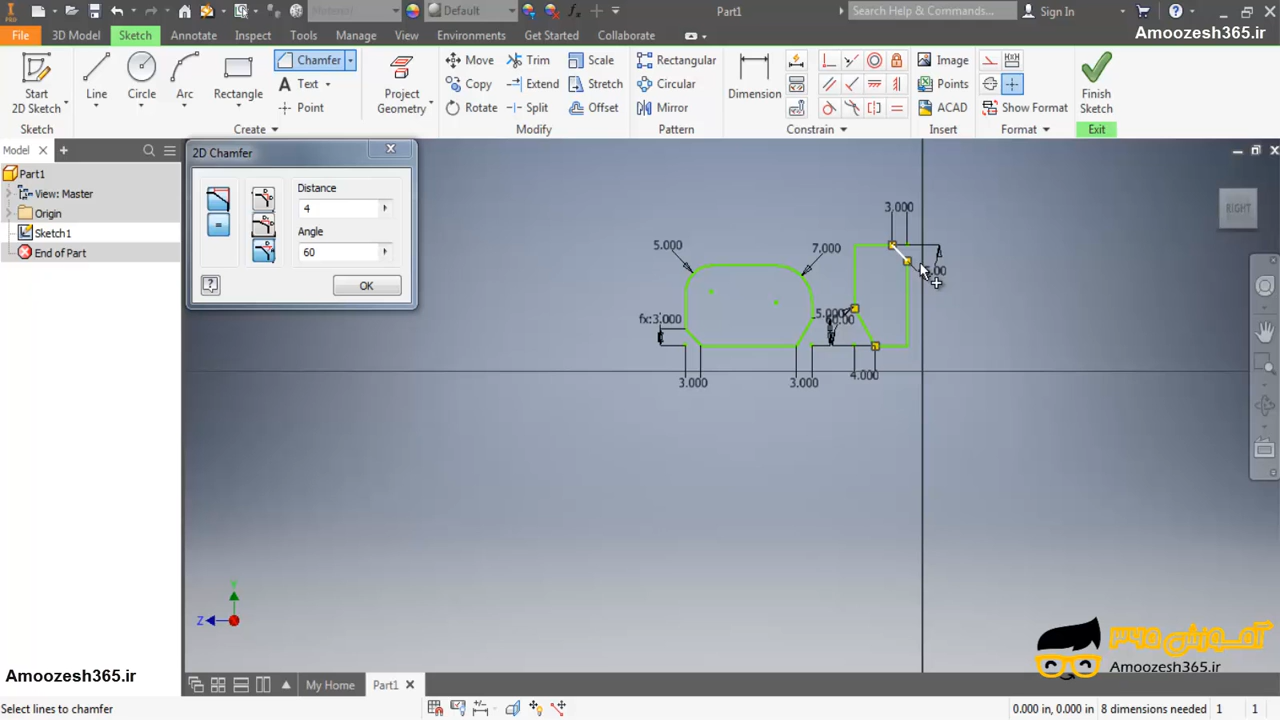 PRO
Material
Default
fx
Part1
Search Help & Commands...
Sign In
File
3D Model
Sketch
Annotate
Inspect
Tools
Manage
View
Environments
Get Started
Collaborate
Amoozesh365.ir
Start
2D Sketch
Line
Circle
Arc
Rectangle
Chamfer
Text
Point
Project
Geometry
Move
Copy
Rotate
Trim
Extend
Split
Scale
Stretch
Offset
Rectangular
Circular
Mirror
Dimension
Image
Points
ACAD
Show Format
Finish
Sketch
Sketch
Create
Modify
Pattern
Constrain
Insert
Format
Exit
Model
Part1
View: Master
Origin
Sketch1
End of Part
2D Chamfer
Distance
4
Angle
60
OK
RIGHT
3.000
5.000
7.000
fx:3.000
5.000
3.000
3.000
4.000
Y
Z
آمـوزش ۳۶۵
Amoozesh365.ir
Amoozesh365.ir
My Home
Part1
Select lines to chamfer
0.000 in, 0.000 in
8 dimensions needed
1
1